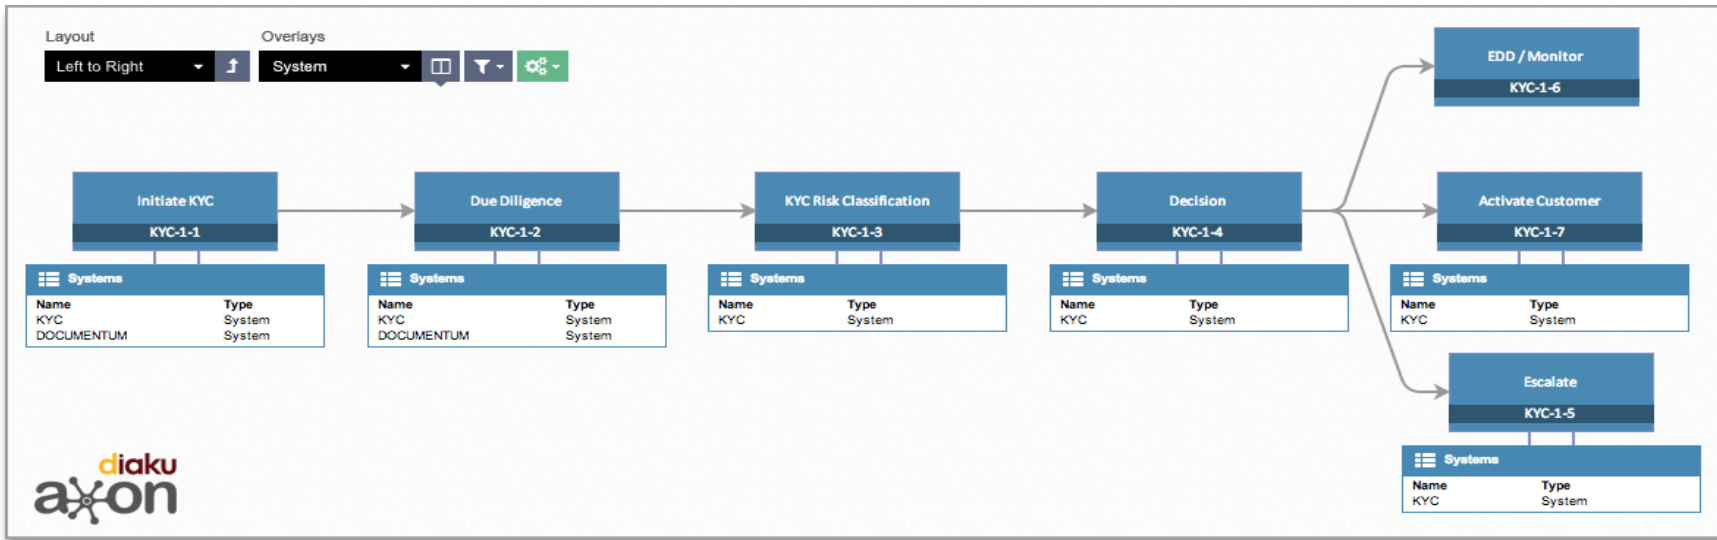 Layout
Overlays
Left to Right
System
EDD / Monitor
KYC-1-6
Initiate KYC
KYC-1-1
Systems
Name Type
KYC System
DOCUMENTUM System
Due Diligence
KYC-1-2
Systems
Name Type
KYC System
DOCUMENTUM System
KYC Risk Classification
KYC-1-3
Systems
Name Type
KYC System
Decision
KYC-1-4
Systems
Name Type
KYC System
Activate Customer
KYC-1-7
Systems
Name Type
KYC System
Escalate
KYC-1-5
Systems
Name Type
KYC System
diaku
axon